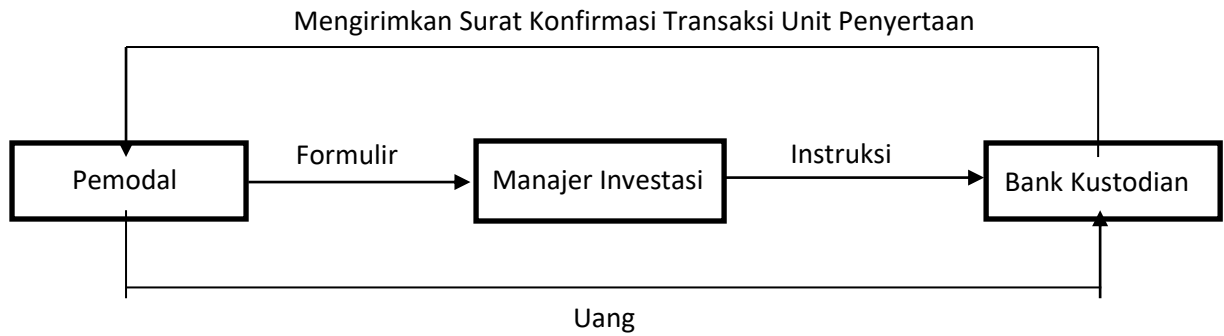 Mengirimkan Surat Konfirmasi Transaksi Unit Penyertaan
Pemodal
Formulir
Manajer Investasi
Instruksi
Bank Kustodian
Uang